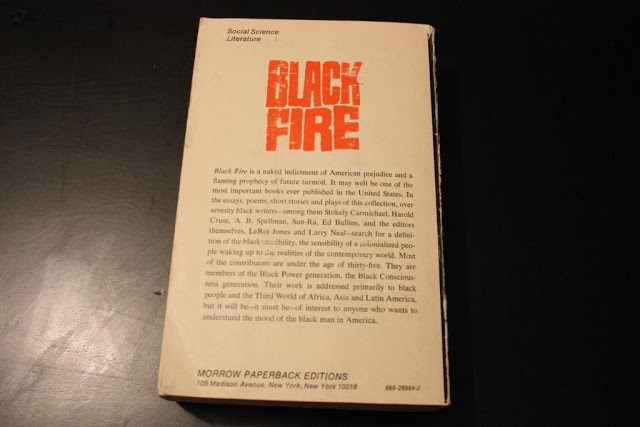 Social Science
Literature
BLACK
FIRE
Black Fire is a naked indictment of American prejudice and a
flaming prophecy of future turmoil. It may well be one of the
most important books ever published in the United States. In
the essays, poems, short stories and plays of this collection, over
seventy black writers—among them Stokely Carmichael, Harold
Cruse, A. B. Spellman, Sun-Ra, Ed Bullins, and the editors
themselves, LeRoi Jones and Larry Neal—search for a defini-
tion of the black sensibility, the sensibility of a colonialized peo-
ple waking up to the realities of the contemporary world. Most
of the contributors are under the age of thirty-five. They are
members of the Black Power generation, the Black Conscious-
ness generation. Their work is addressed primarily to black
people and the Third World of Africa, Asia and Latin America,
but it will be—it must be—of interest to anyone who wants to
understand the mood of the black man in America.
MORROW PAPERBACK EDITIONS
105 Madison Avenue, New York, New York 10016
688-26984-0